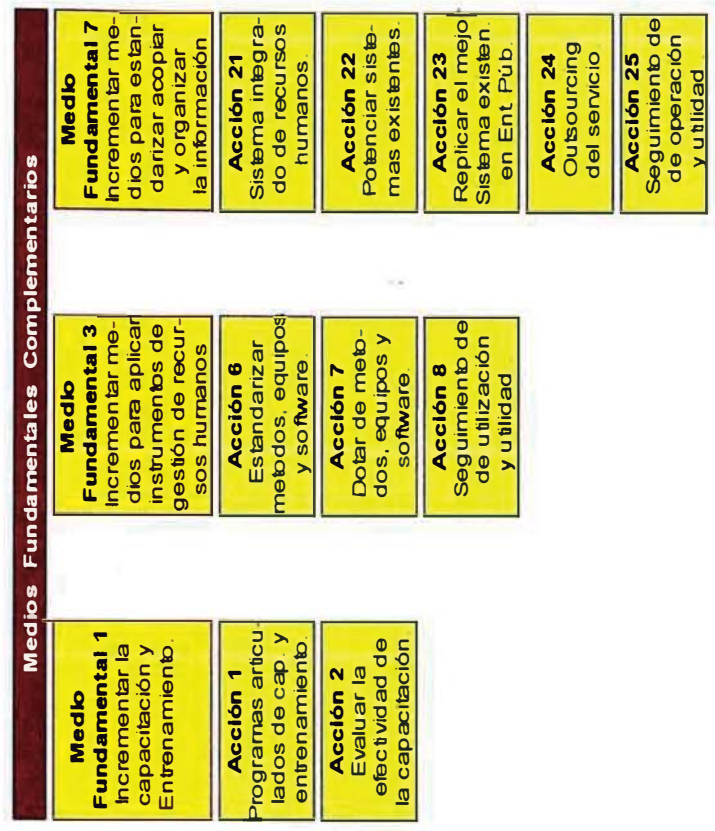 Medios Fundamentales Complementarios
Medio
Fundamental 1
Incrementar la
capacitación y
Entrenamiento.
Acción 1
Programas articu-
lados de cap. y
entrenamiento.
Acción 2
Evaluar la
efectividad de
la capacitación.
Medio
Fundamental 3
Incrementar me-
dios para aplicar
instrumentos de
gestión de recur-
sos humanos
Acción 6
Estandarizar
metodos, equipos
y software.
Acción 7
Dotar de meto-
dos, equipos y
software.
Acción 8
Seguimiento de
de utilización
y utilidad
Medio
Fundamental 7
Incrementar me-
dios para estan-
darizar acopiar
y organizar
la información
Acción 21
Sistema integra-
do de recursos
humanos.
Acción 22
Potenciar siste-
mas existentes.
Acción 23
Replicar el mejo
Sistema existen.
en Ent Púb.
Acción 24
Outsourcing
del servicio
Acción 25
Seguimiento de
de operación
y utilidad